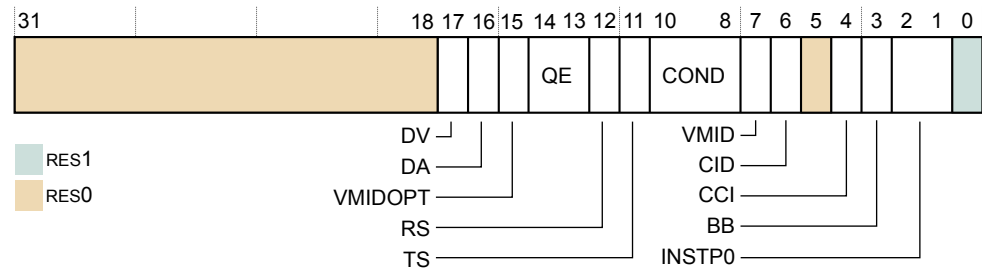 31 18 17 16 15 14 13 12 11 10 8 7 6 5 4 3 2 1 0
QE COND
DV VMID
RES1 DA CID
RES0 VMIDOPT CCI
RS BB
TS INSTP0